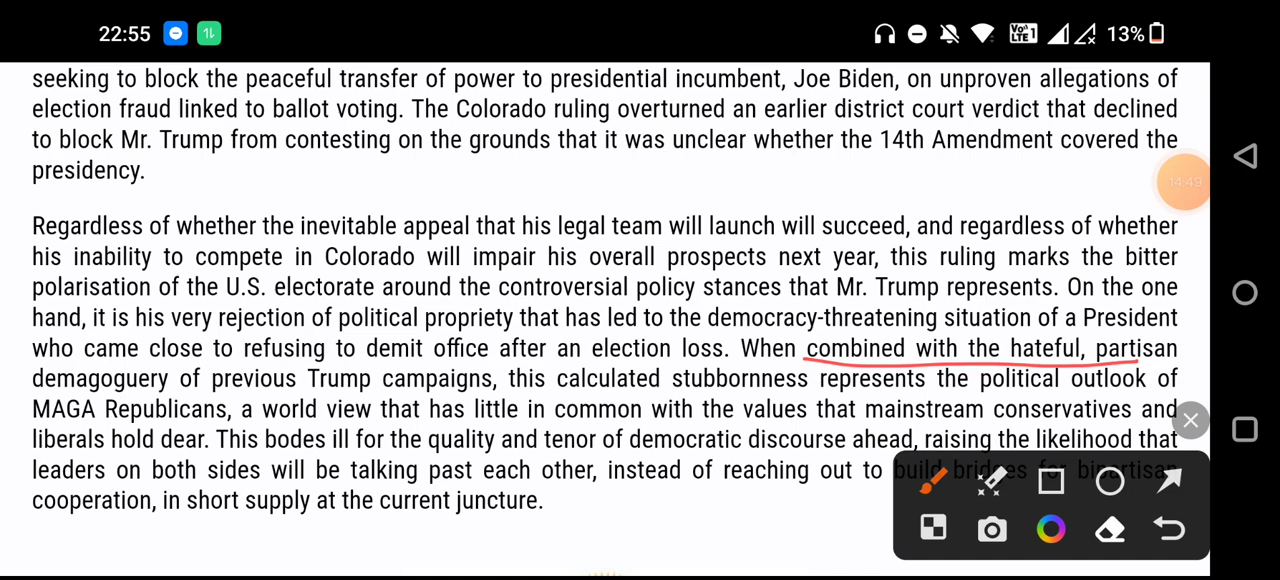 22:55
VoLTE 1
13%
seeking to block the peaceful transfer of power to presidential incumbent, Joe Biden, on unproven allegations of
election fraud linked to ballot voting. The Colorado ruling overturned an earlier district court verdict that declined
to block Mr. Trump from contesting on the grounds that it was unclear whether the 14th Amendment covered the
presidency.
14:49
Regardless of whether the inevitable appeal that his legal team will launch will succeed, and regardless of whether
his inability to compete in Colorado will impair his overall prospects next year, this ruling marks the bitter
polarisation of the U.S. electorate around the controversial policy stances that Mr. Trump represents. On the one
hand, it is his very rejection of political propriety that has led to the democracy-threatening situation of a President
who came close to refusing to demit office after an election loss. When combined with the hateful, partisan
demagoguery of previous Trump campaigns, this calculated stubbornness represents the political outlook of
MAGA Republicans, a world view that has little in common with the values that mainstream conservatives and
liberals hold dear. This bodes ill for the quality and tenor of democratic discourse ahead, raising the likelihood that
leaders on both sides will be talking past each other, instead of reaching out to build bridges for bipartisan
cooperation, in short supply at the current juncture.